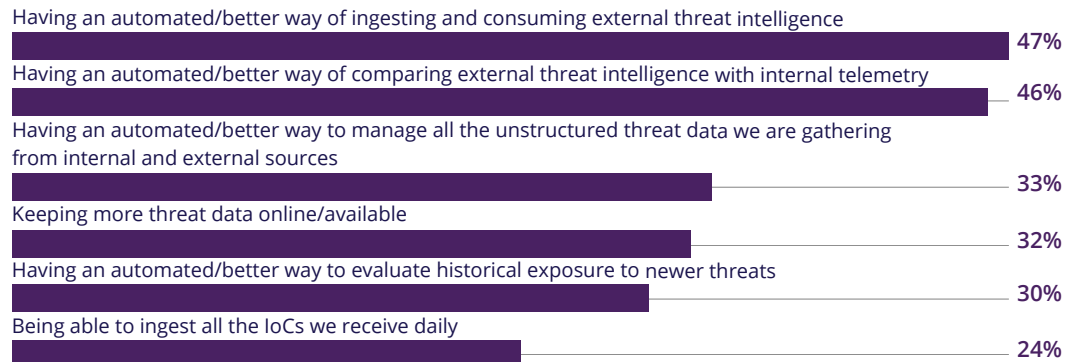 Having an automated/better way of ingesting and consuming external threat intelligence
47%
Having an automated/better way of comparing external threat intelligence with internal telemetry
46%
Having an automated/better way to manage all the unstructured threat data we are gathering
from internal and external sources
33%
Keeping more threat data online/available
32%
Having an automated/better way to evaluate historical exposure to newer threats
30%
Being able to ingest all the IoCs we receive daily
24%